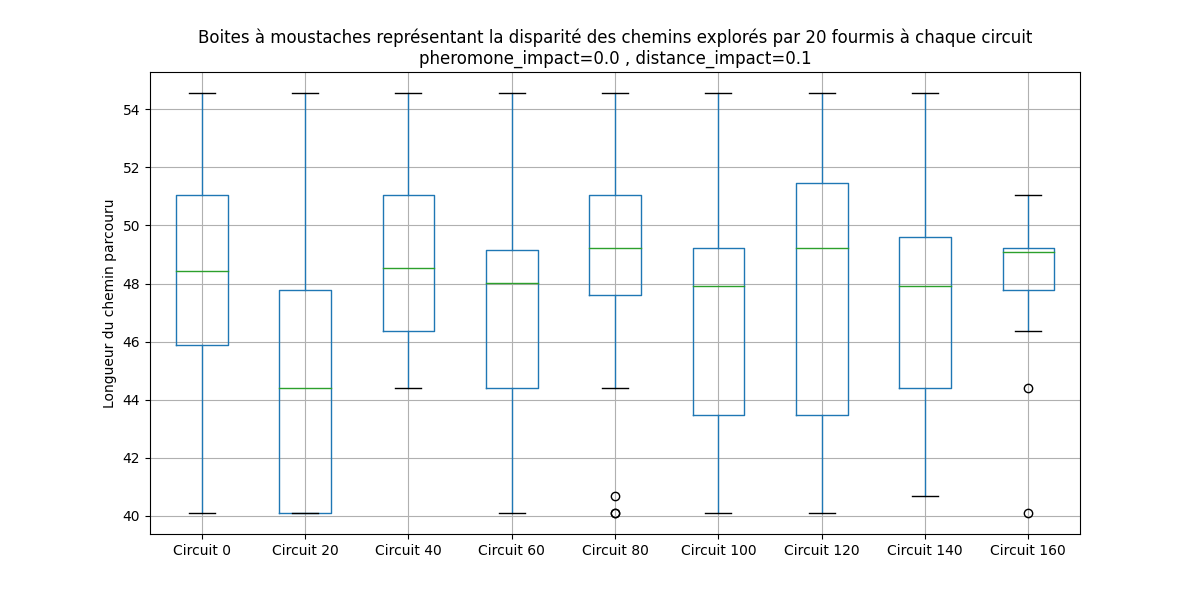 Boites à moustaches représentant la disparité des chemins explorés par 20 fourmis à chaque circuit
pheromone_impact=0.0 , distance_impact=0.1
Longueur du chemin parcouru
54
52
50
48
46
44
42
40
Circuit 0 Circuit 20 Circuit 40 Circuit 60 Circuit 80 Circuit 100 Circuit 120 Circuit 140 Circuit 160